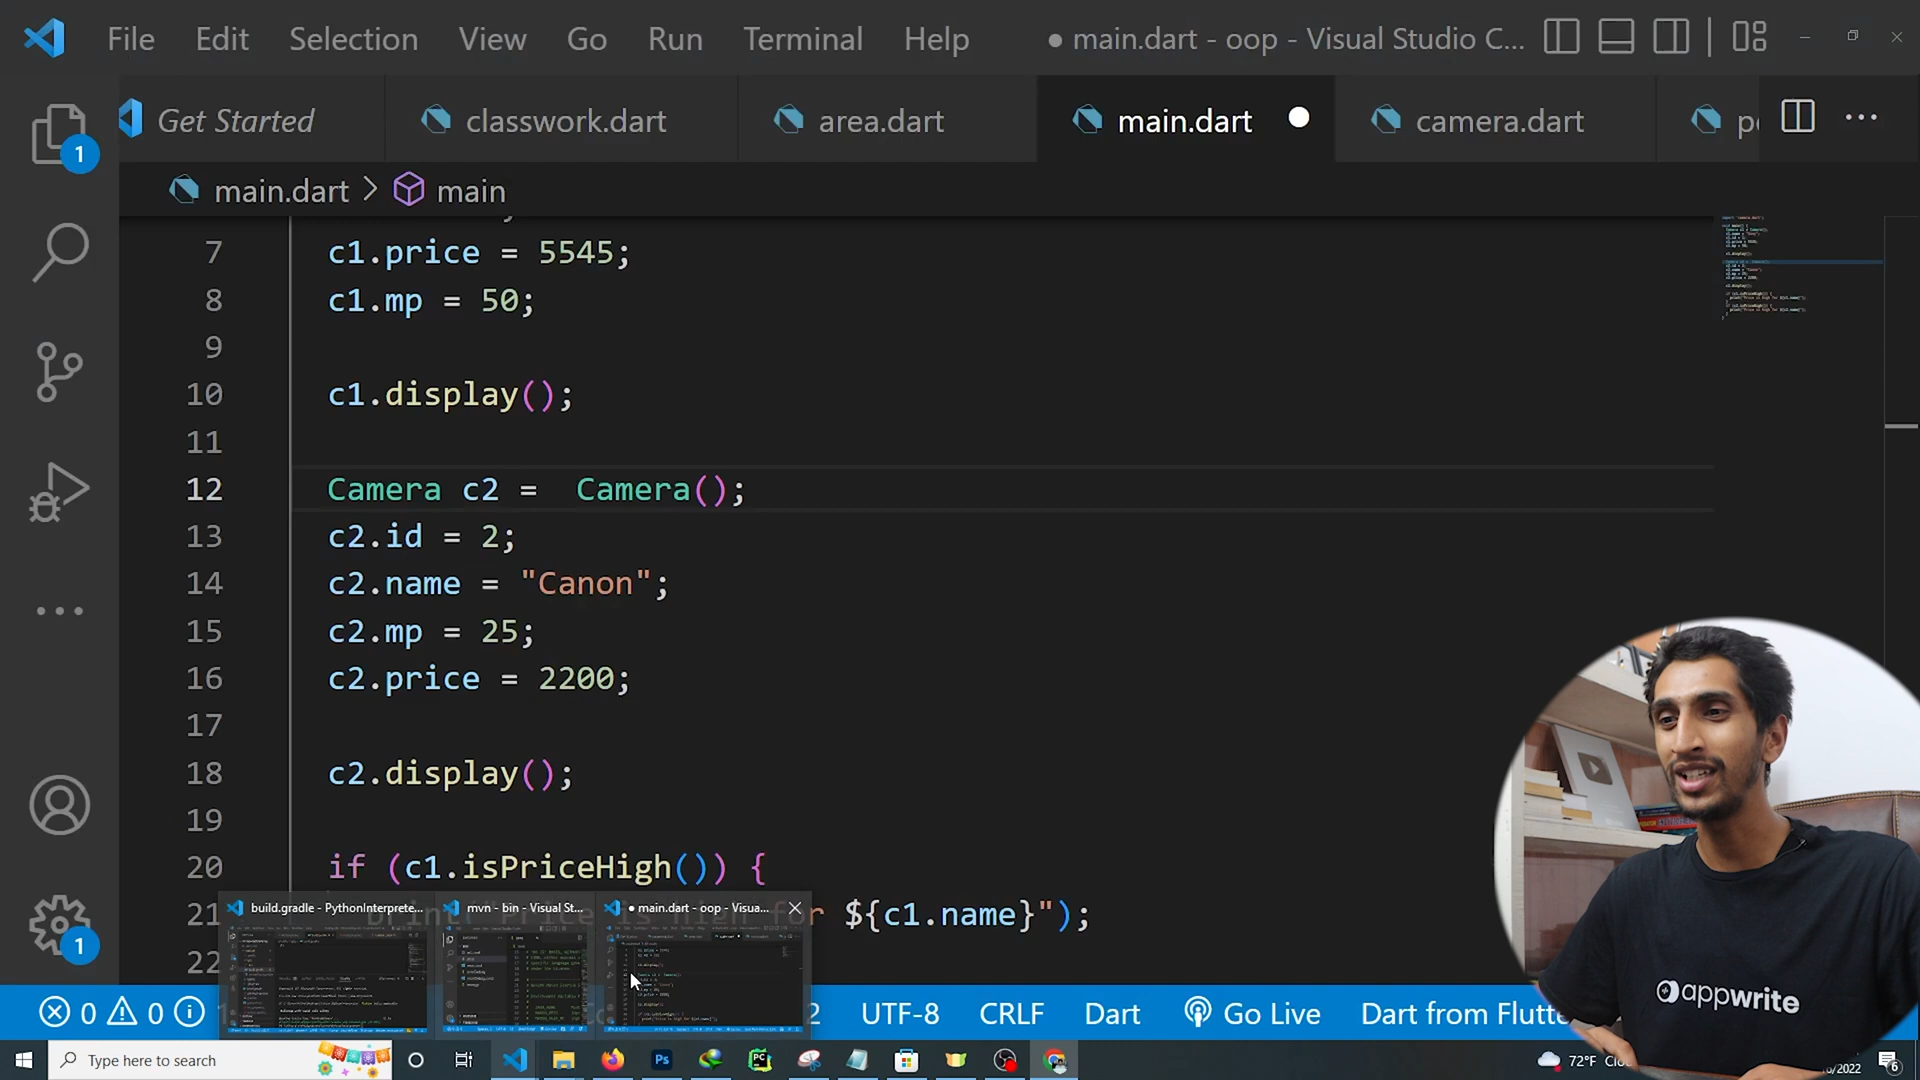 File Edit Selection View Go Run Terminal Help ● main.dart - oop - Visual Studio C...
Get Started classwork.dart area.dart main.dart camera.dart
main.dart > main
7 c1.price = 5545;
8 c1.mp = 50;
9
10 c1.display();
11
12 Camera c2 =  Camera();
13 c2.id = 2;
14 c2.name = "Canon";
15 c2.mp = 25;
16 c2.price = 2200;
17
18 c2.display();
19
20 if (c1.isPriceHigh()) {
21 ${c1.name}");
22
build.gradle - PythonInterprete... mvn - bin - Visual St... ● main.dart - oop - Visua...
0 0 UTF-8 CRLF Dart Go Live Dart from Flutte
appwrite
Type here to search 72°F
1
1
Ps
PC
6